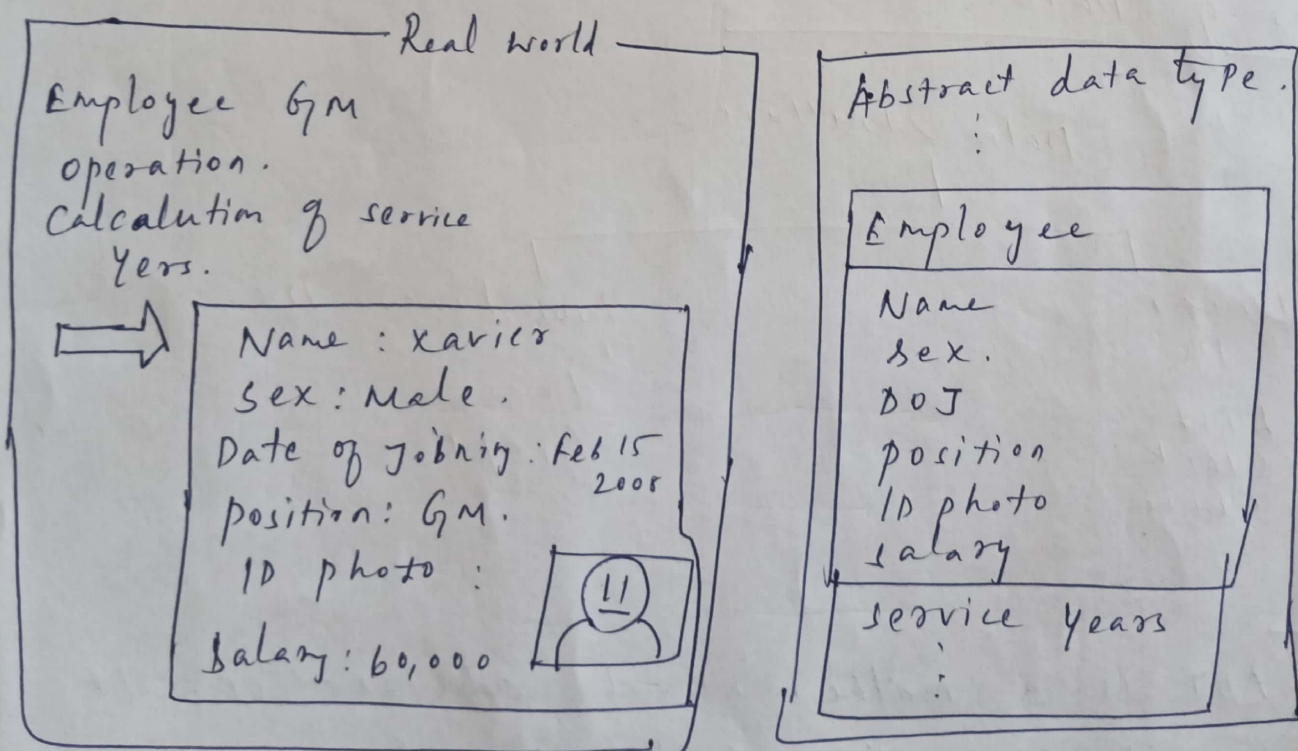 Real world
Employee GM
operation.
Calcalution of service
Yers.
Name : Xavier
Sex : Male.
Date of Jobning : Feb 15
2008
position : GM.
ID photo :
Salary : 60,000
Abstract data type.
Employee
Name
Sex.
DOJ
position
ID photo
salary
service years